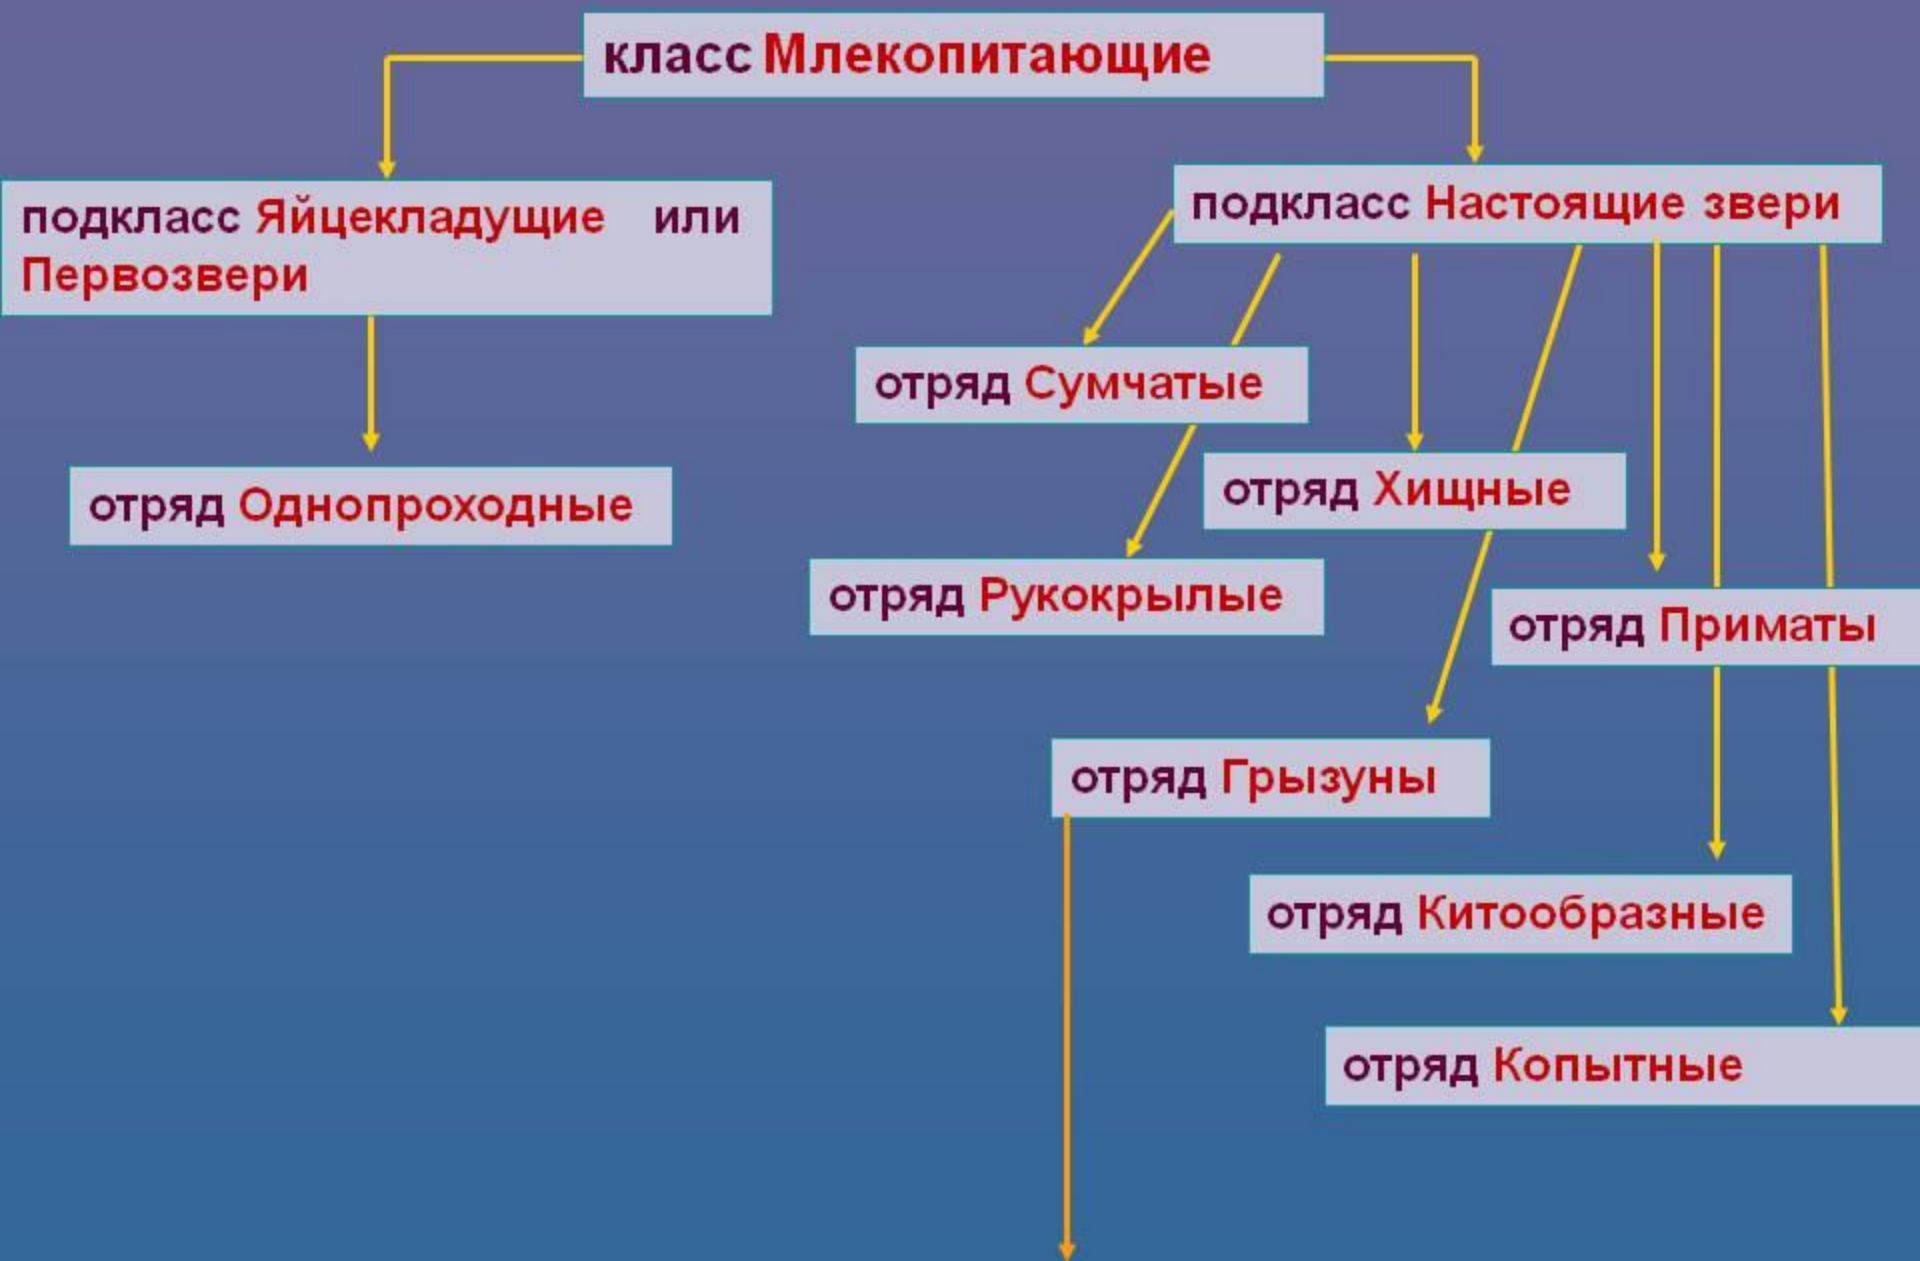 класс Млекопитающие
подкласс Яйцекладущие или
Первозвери
подкласс Настоящие звери
отряд Сумчатые
отряд Хищные
отряд Однопроходные
отряд Рукокрылые
отряд Приматы
отряд Грызуны
отряд Китообразные
отряд Копытные